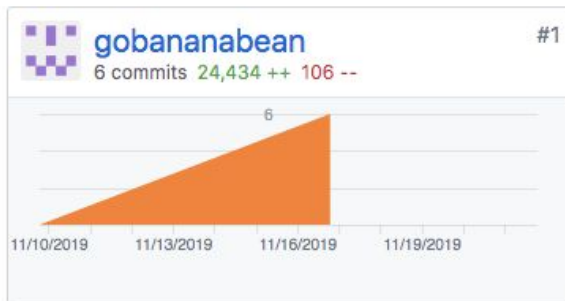 gobananabean #1
6 commits 24,434 ++ 106 --
6
11/10/2019 11/13/2019 11/16/2019 11/19/2019